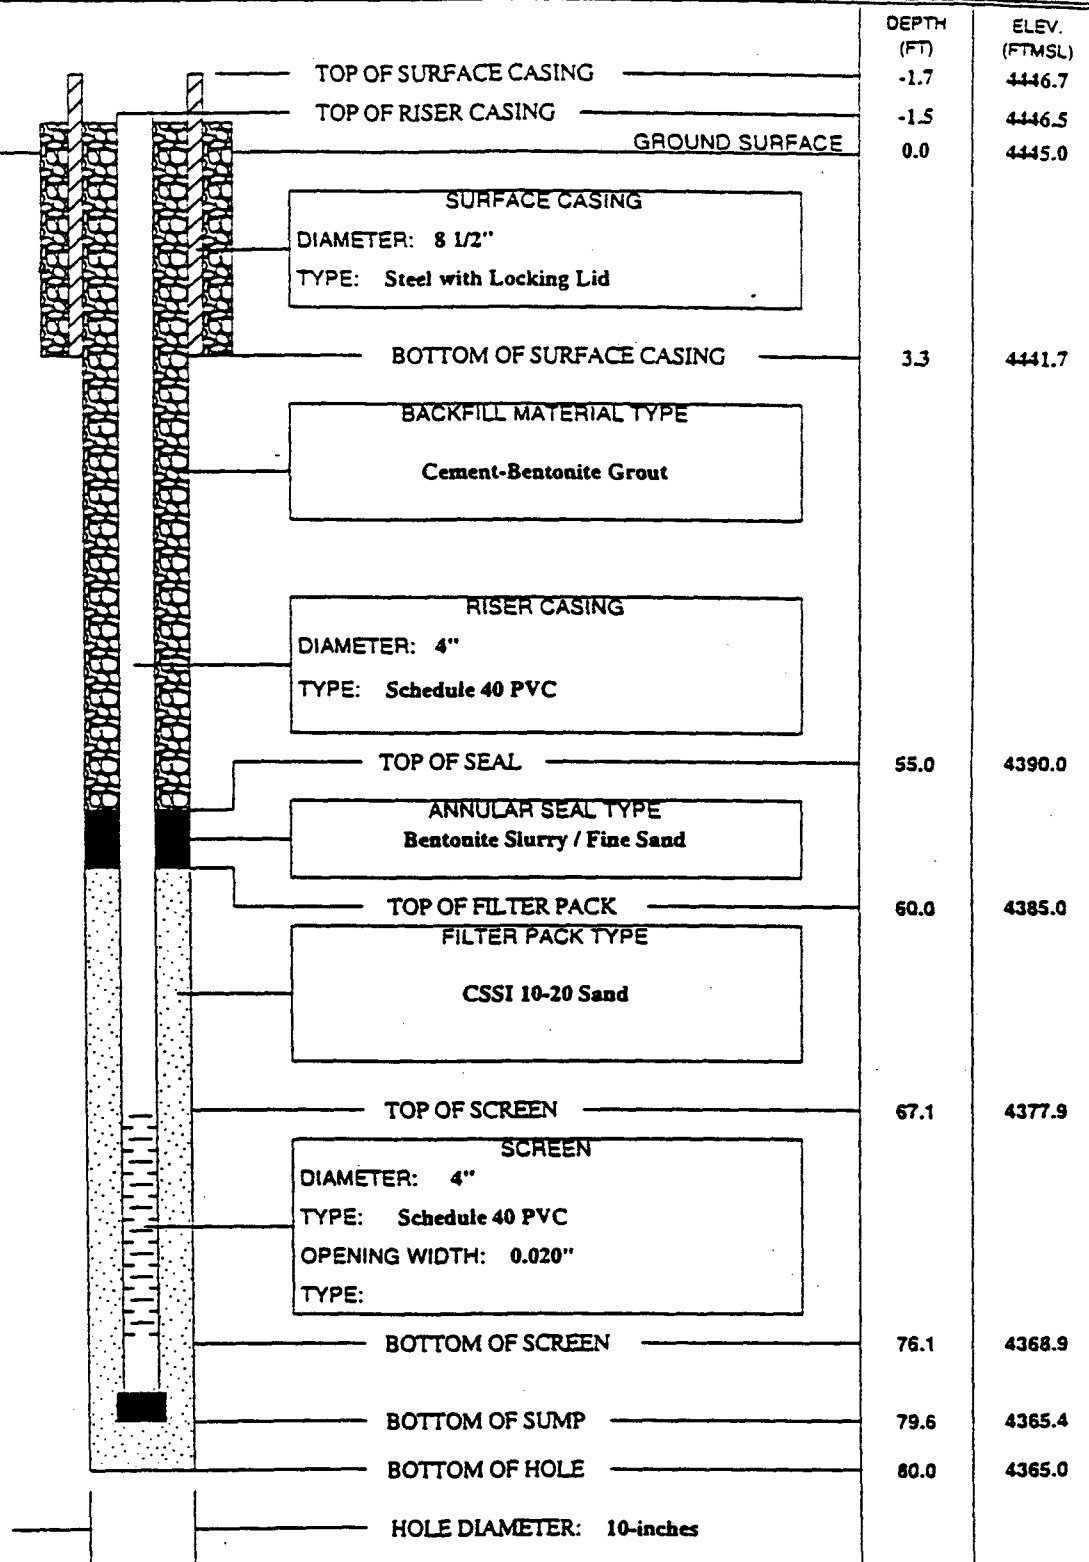 DEPTH ELEV.
(FT) (FTMSL)
TOP OF SURFACE CASING -1.7 4446.7
TOP OF RISER CASING -1.5 4446.5
GROUND SURFACE 0.0 4445.0
SURFACE CASING
DIAMETER: 8 1/2"
TYPE: Steel with Locking Lid
BOTTOM OF SURFACE CASING 3.3 4441.7
BACKFILL MATERIAL TYPE
Cement-Bentonite Grout
RISER CASING
DIAMETER: 4"
TYPE: Schedule 40 PVC
TOP OF SEAL 55.0 4390.0
ANNULAR SEAL TYPE
Bentonite Slurry / Fine Sand
TOP OF FILTER PACK 60.0 4385.0
FILTER PACK TYPE
CSSI 10-20 Sand
TOP OF SCREEN 67.1 4377.9
SCREEN
DIAMETER: 4"
TYPE: Schedule 40 PVC
OPENING WIDTH: 0.020"
TYPE:
BOTTOM OF SCREEN 76.1 4368.9
BOTTOM OF SUMP 79.6 4365.4
BOTTOM OF HOLE 80.0 4365.0
HOLE DIAMETER: 10-inches